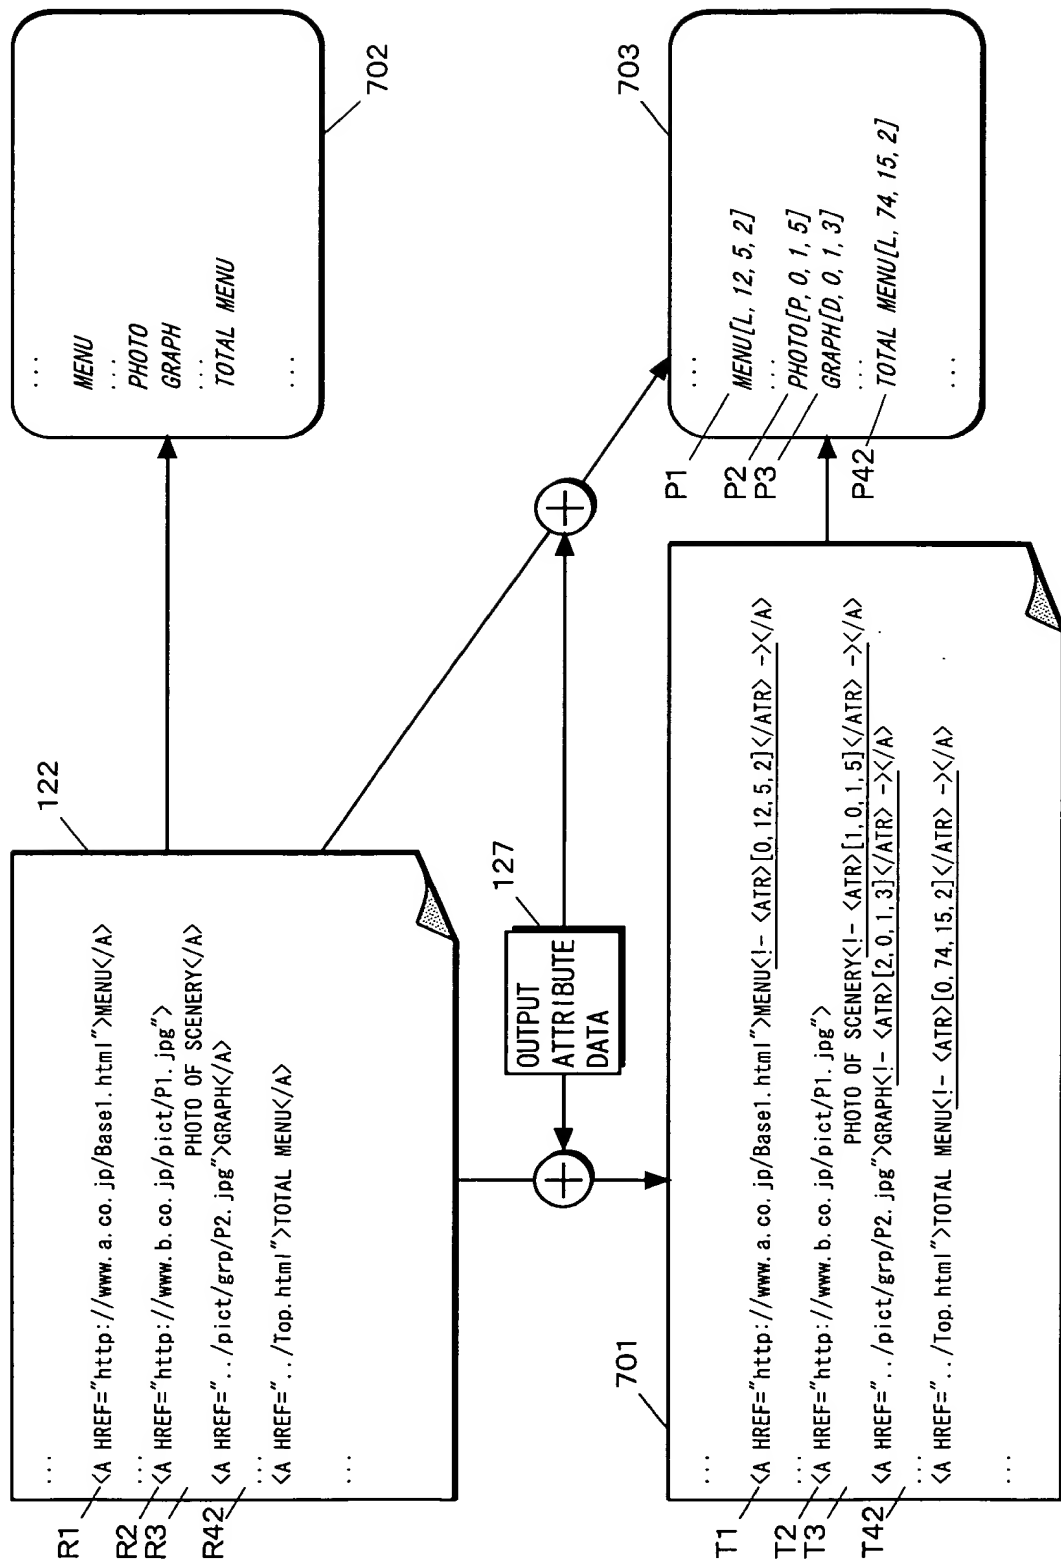 122
...
R1 <A HREF="http://www.a.co.jp/Base1.html">MENU</A>
...
R2 <A HREF="http://www.b.co.jp/pict/P1.jpg">
PHOTO OF SCENERY</A>
R3 <A HREF="../pict/grp/P2.jpg">GRAPH</A>
...
R42 <A HREF="../Top.html">TOTAL MENU</A>
...
702
...
MENU
...
PHOTO
GRAPH
...
TOTAL MENU
...
127
OUTPUT
ATTRIBUTE
DATA
701
...
T1 <A HREF="http://www.a.co.jp/Base1.html">MENU<!- <ATR>[0,12,5,2]</ATR> -></A>
...
T2 <A HREF="http://www.b.co.jp/pict/P1.jpg">
PHOTO OF SCENERY<!- <ATR>[1,0,1,5]</ATR> -></A>
T3 <A HREF="../pict/grp/P2.jpg">GRAPH<!- <ATR>[2,0,1,3]</ATR> -></A>
...
T42 <A HREF="../Top.html">TOTAL MENU<!- <ATR>[0,74,15,2]</ATR> -></A>
...
703
...
P1 MENU[L,12,5,2]
...
P2 PHOTO[P,0,1,5]
P3 GRAPH[D,0,1,3]
...
P42 TOTAL MENU[L,74,15,2]
...